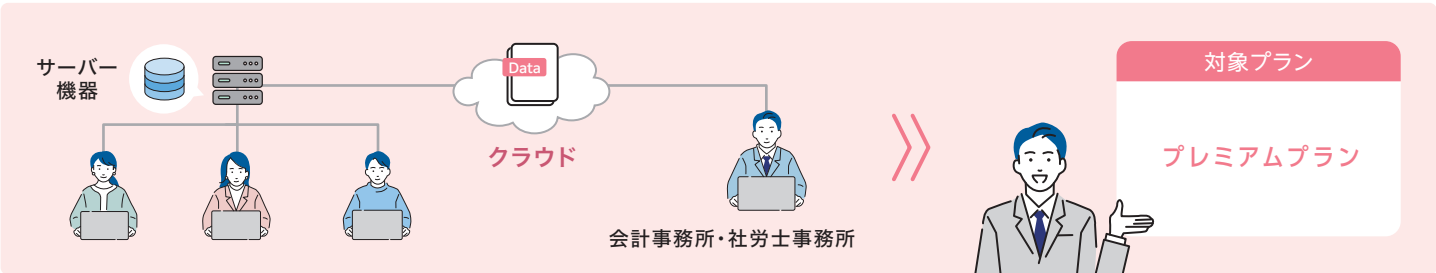 サーバー
機器
Data
クラウド
会計事務所・社労士事務所
対象プラン
プレミアムプラン